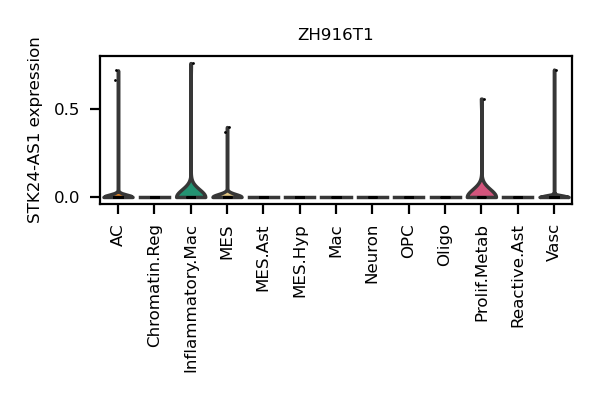 ZH916T1
STK24-AS1 expression
0.5
0.0
AC
Chromatin.Reg
Inflammatory.Mac
MES
MES.Ast
MES.Hyp
Mac
Neuron
OPC
Oligo
Prolif.Metab
Reactive.Ast
Vasc